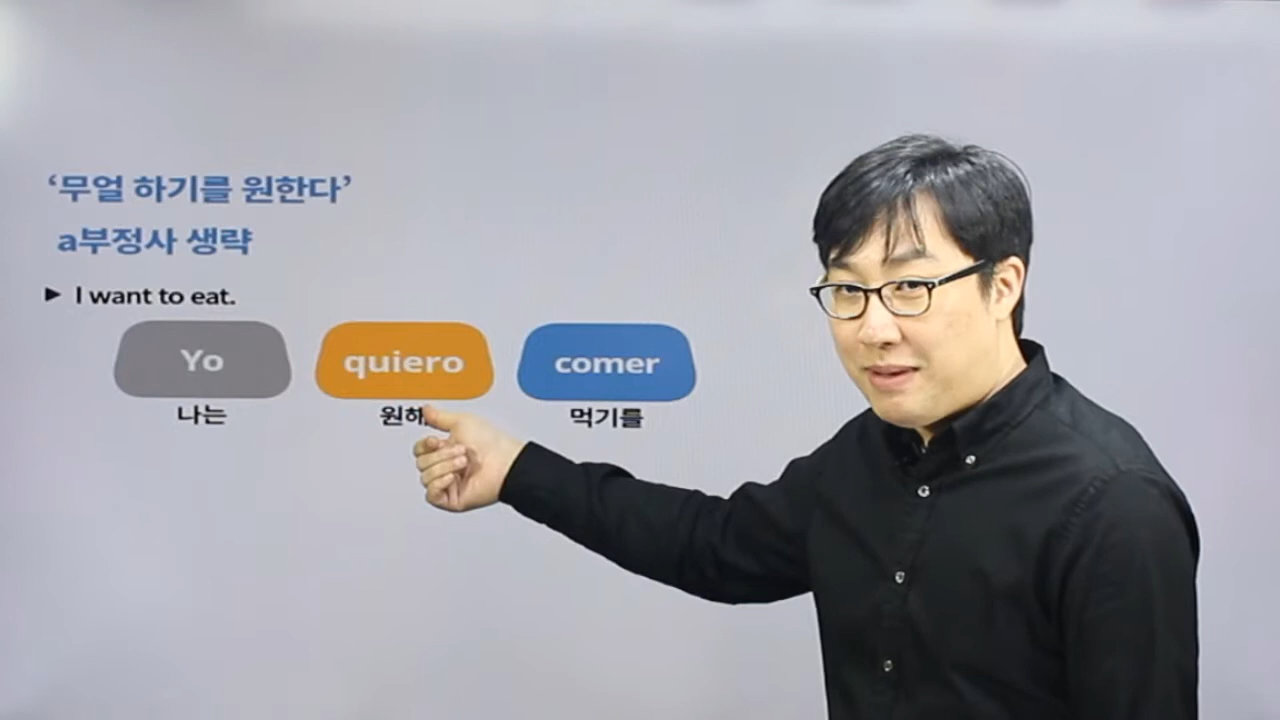 ‘무얼 하기를 원한다’
a부정사 생략
► I want to eat.
Yo quiero comer
나는 원해 먹기를